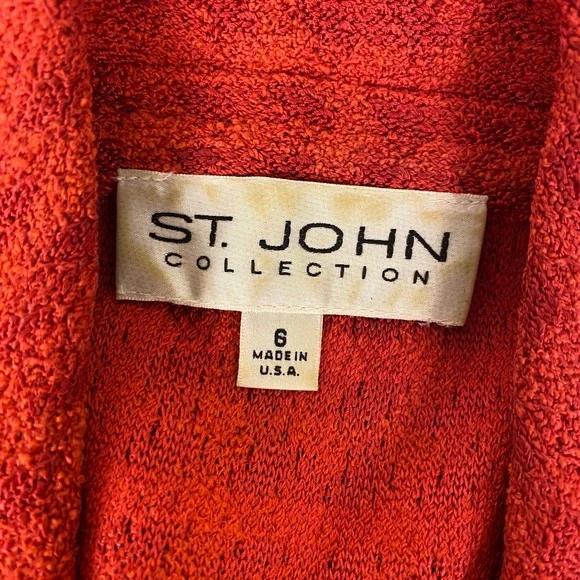 ST. JOHN
COLLECTION
6
MADE IN
U.S.A.